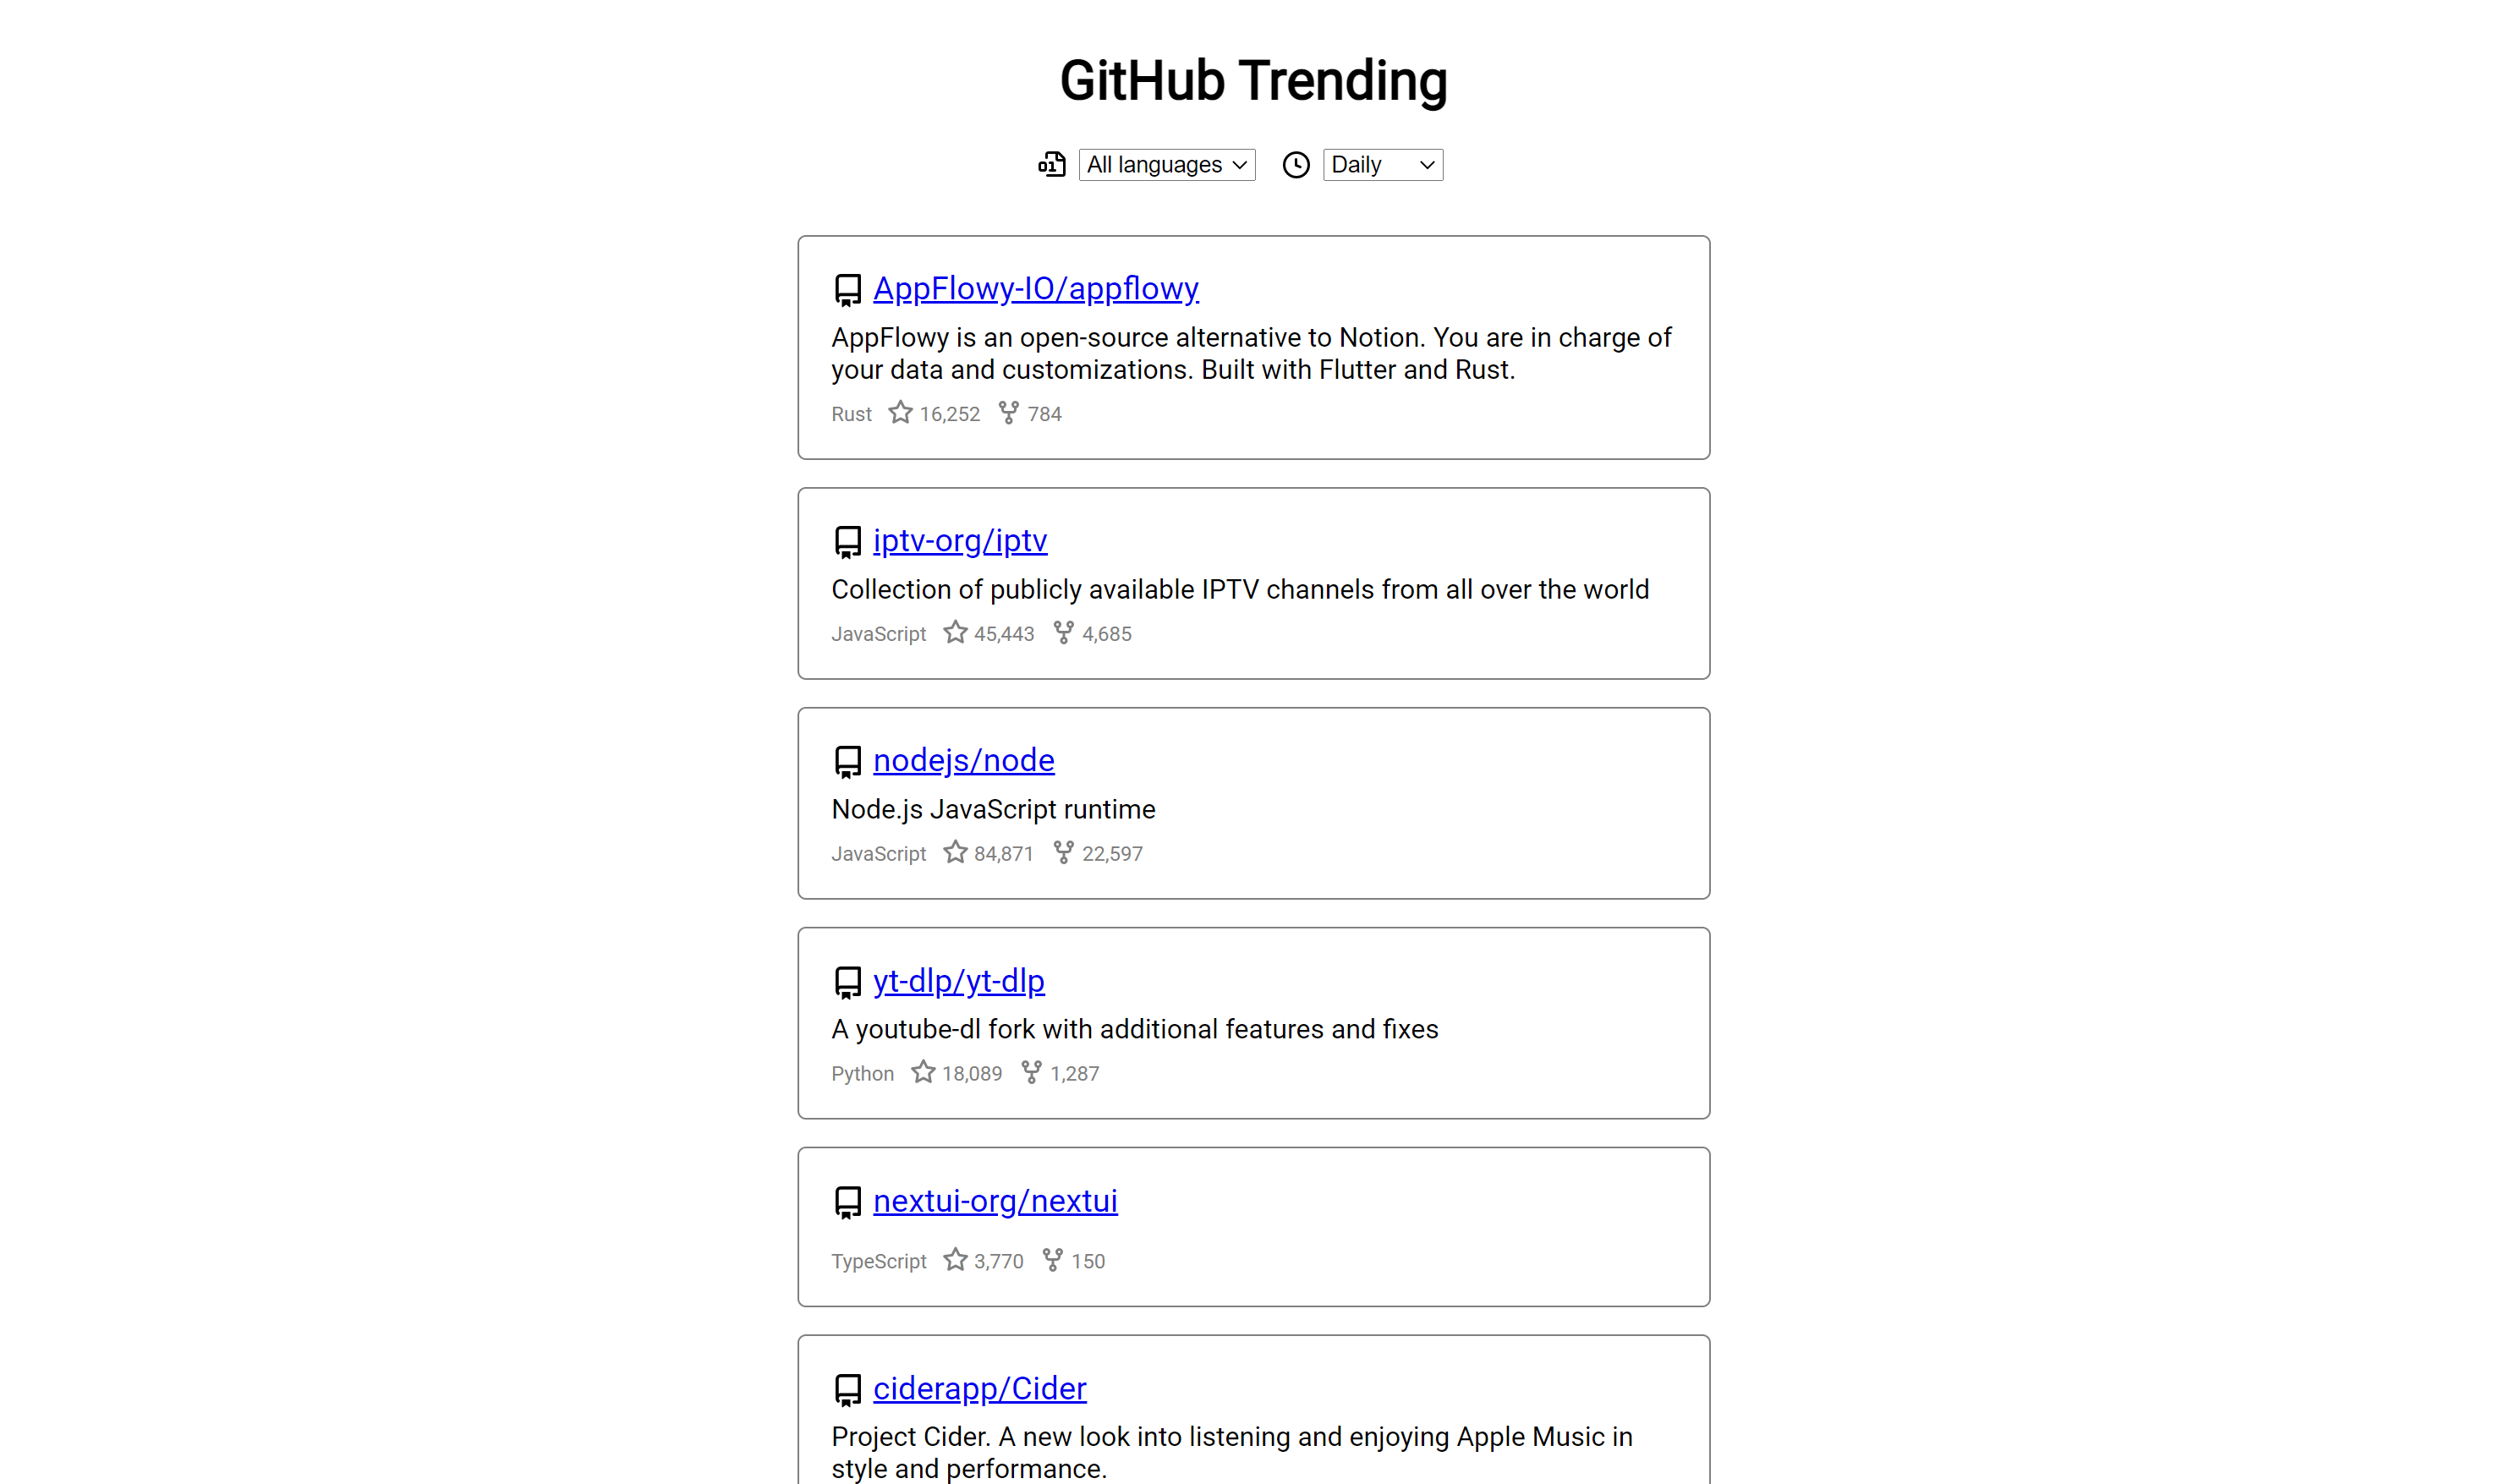 GitHub Trending
All languages Daily
AppFlowy-IO/appflowy
AppFlowy is an open-source alternative to Notion. You are in charge of
your data and customizations. Built with Flutter and Rust.
Rust 16,252 784
iptv-org/iptv
Collection of publicly available IPTV channels from all over the world
JavaScript 45,443 4,685
nodejs/node
Node.js JavaScript runtime
JavaScript 84,871 22,597
yt-dlp/yt-dlp
A youtube-dl fork with additional features and fixes
Python 18,089 1,287
nextui-org/nextui
TypeScript 3,770 150
ciderapp/Cider
Project Cider. A new look into listening and enjoying Apple Music in
style and performance.